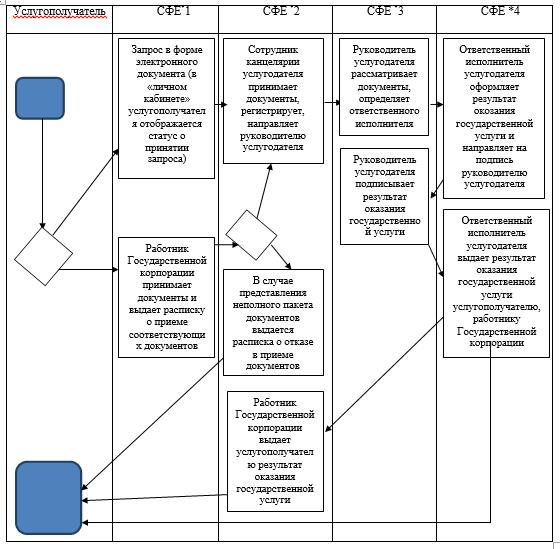 Услугополучатель
СФЕ*1
СФЕ *2
СФЕ *3
СФЕ *4
Запрос в форме
электронного
документа (в
«личном
кабинете»
услугополучател
я отображается
статус о
принятии
запроса)
Сотрудник
канцелярии
услугодателя
принимает
документы,
регистрирует,
направляет
руководителю
услугодателя
Руководитель
услугодателя
рассматривает
документы,
определяет
ответственного
исполнителя
Ответственный
исполнитель
услугодателя
оформляет
результат
оказания
государственной
услуги и
направляет на
подпись
руководителю
услугодателя
Руководитель
услугодателя
подписывает
результат
оказания
государственно
й услуги
Работник
Государственной
корпорации
принимает
документы и
выдает расписку
о приеме
соответствующи
х документов
В случае
представления
неполного пакета
документов
выдается
расписка о отказе
в приеме
документов
Ответственный
исполнитель
услугодателя
выдает результат
оказания
государственной
услуги
услугополучателю,
работнику
Государственной
корпорации
Работник
Государственной
корпорации
выдает
услугополучател
ю результат
оказания
государственной
услуги